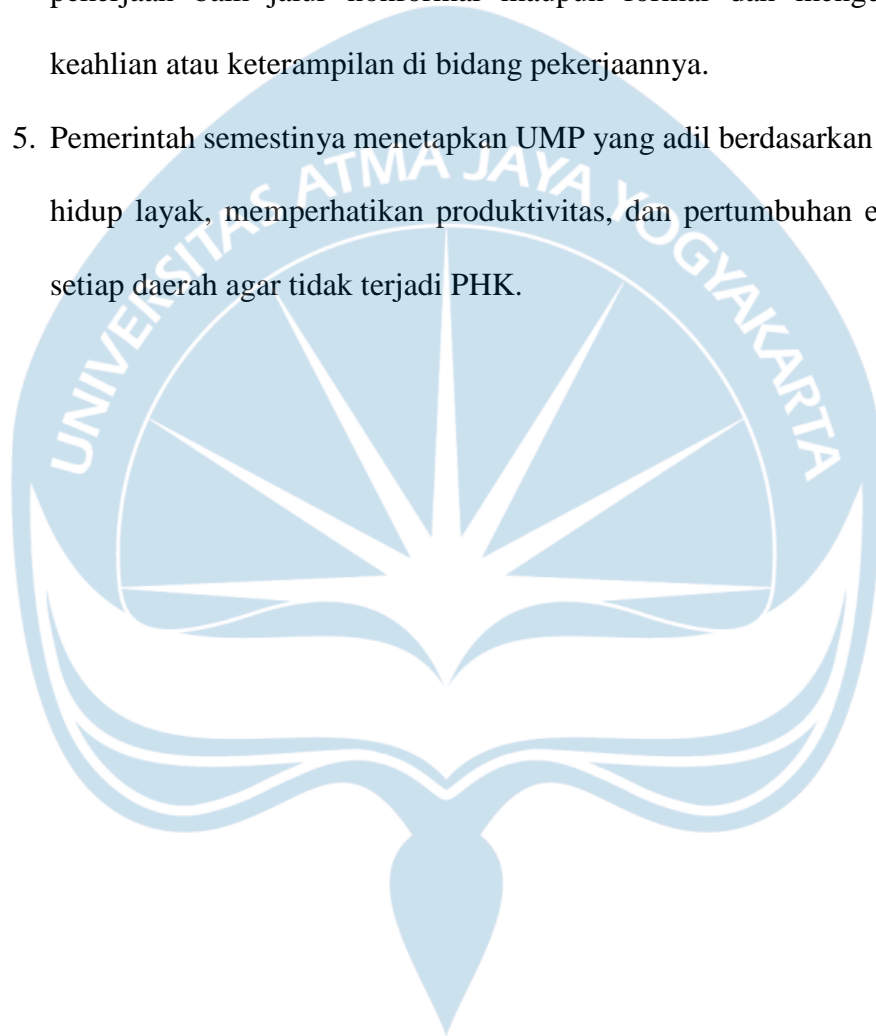 keahlian atau keterampilan di bidang pekerjaannya.
5. Pemerintah semestinya menetapkan UMP yang adil berdasarkan
hidup layak, memperhatikan produktivitas, dan pertumbuhan
setiap daerah agar tidak terjadi PHK.
UNIVERSITAS ATMA JAYA YOGYAKARTA